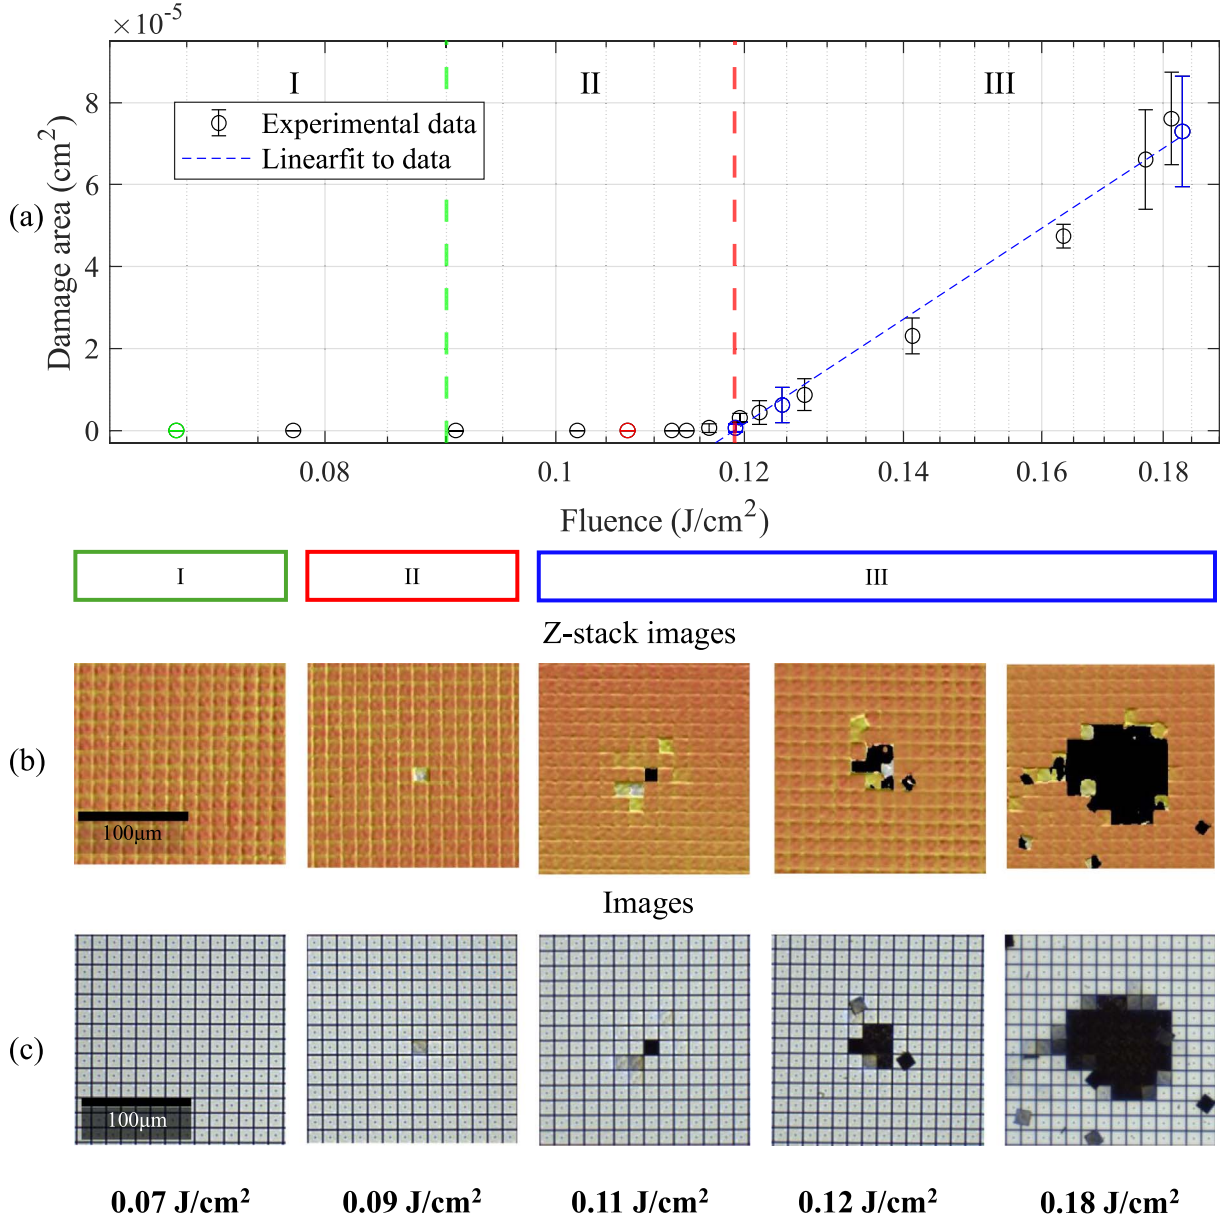 ×10⁻⁵
I
II
III
Experimental data
Linearfit to data
(a)
Damage area (cm²)
8
6
4
2
0
0.08
0.1
0.12
0.14
0.16
0.18
Fluence (J/cm²)
I
II
III
Z-stack images
(b)
100μm
Images
(c)
100μm
0.07 J/cm²
0.09 J/cm²
0.11 J/cm²
0.12 J/cm²
0.18 J/cm²